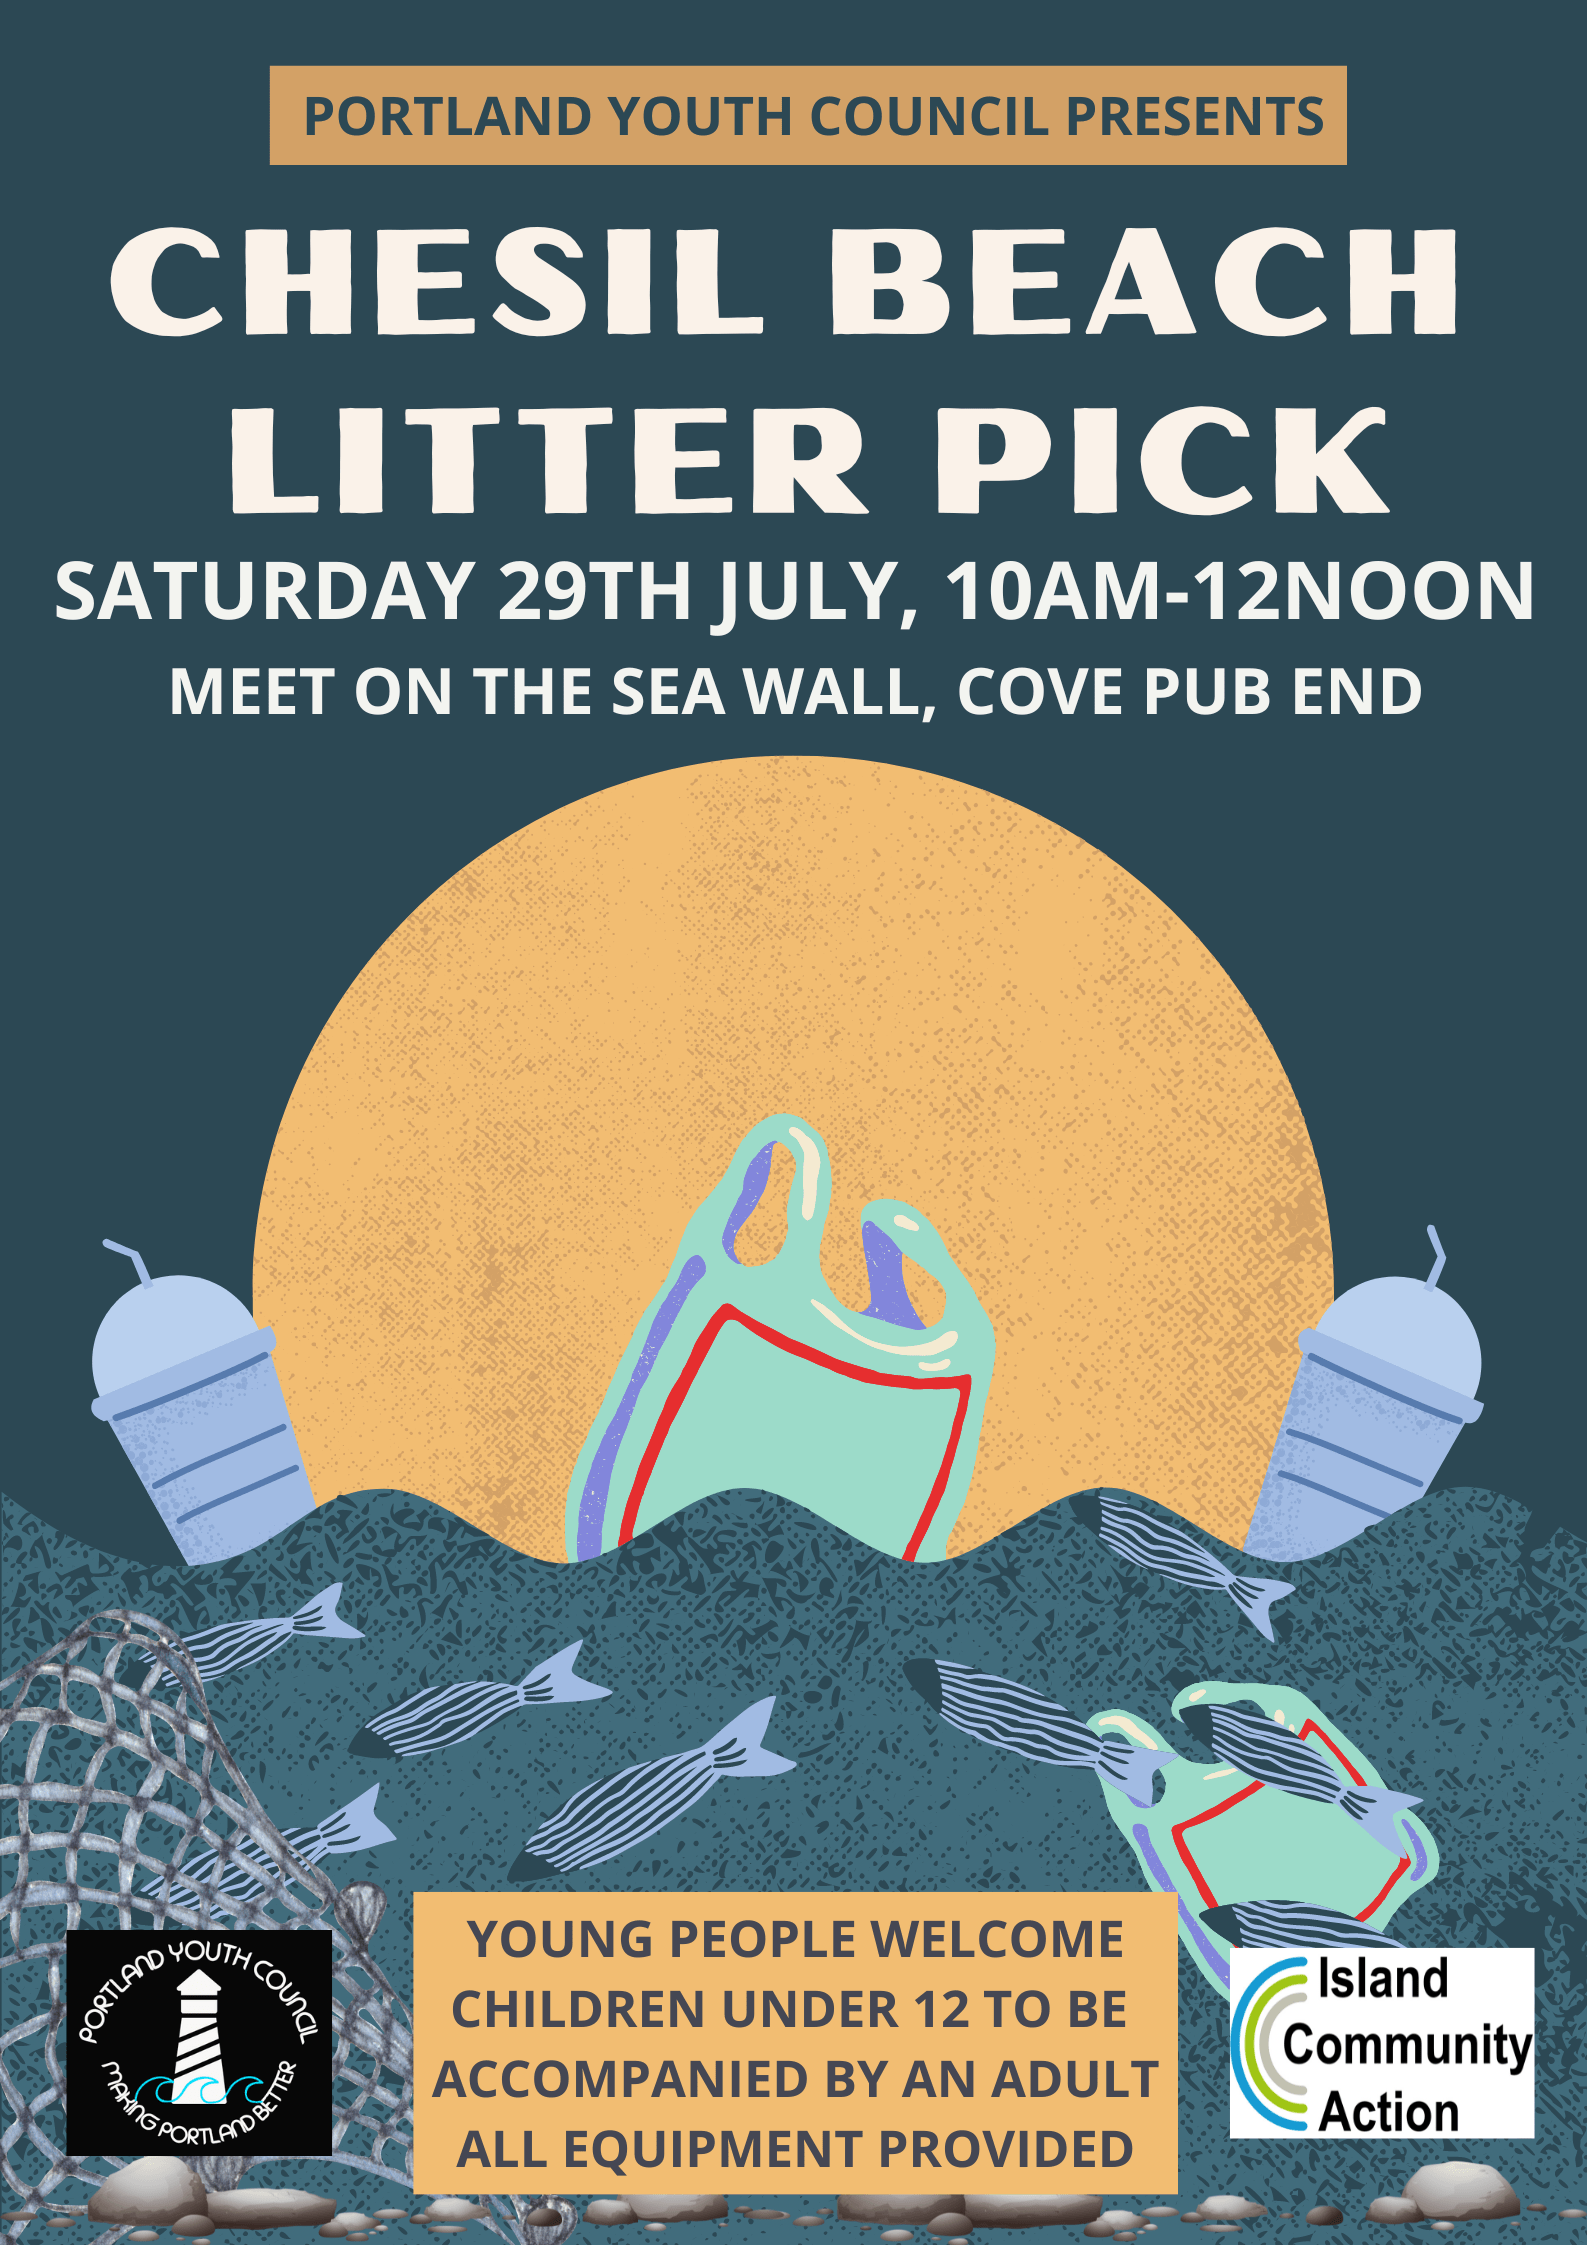 PORTLAND YOUTH COUNCIL PRESENTS
CHESIL BEACH
LITTER PICK
SATURDAY 29TH JULY, 10AM-12NOON
MEET ON THE SEA WALL, COVE PUB END
YOUNG PEOPLE WELCOME
CHILDREN UNDER 12 TO BE
ACCOMPANIED BY AN ADULT
ALL EQUIPMENT PROVIDED
PORTLAND YOUTH COUNCIL
MAKING PORTLAND BETTER
Island
Community
Action